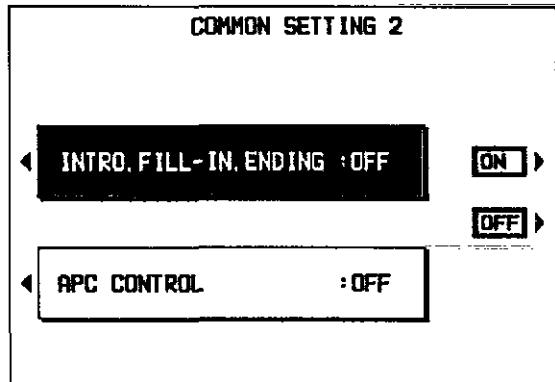 COMMON SETTING 2
INTRO.FILL-IN.ENDING :OFF
ON
OFF
APC CONTROL :OFF